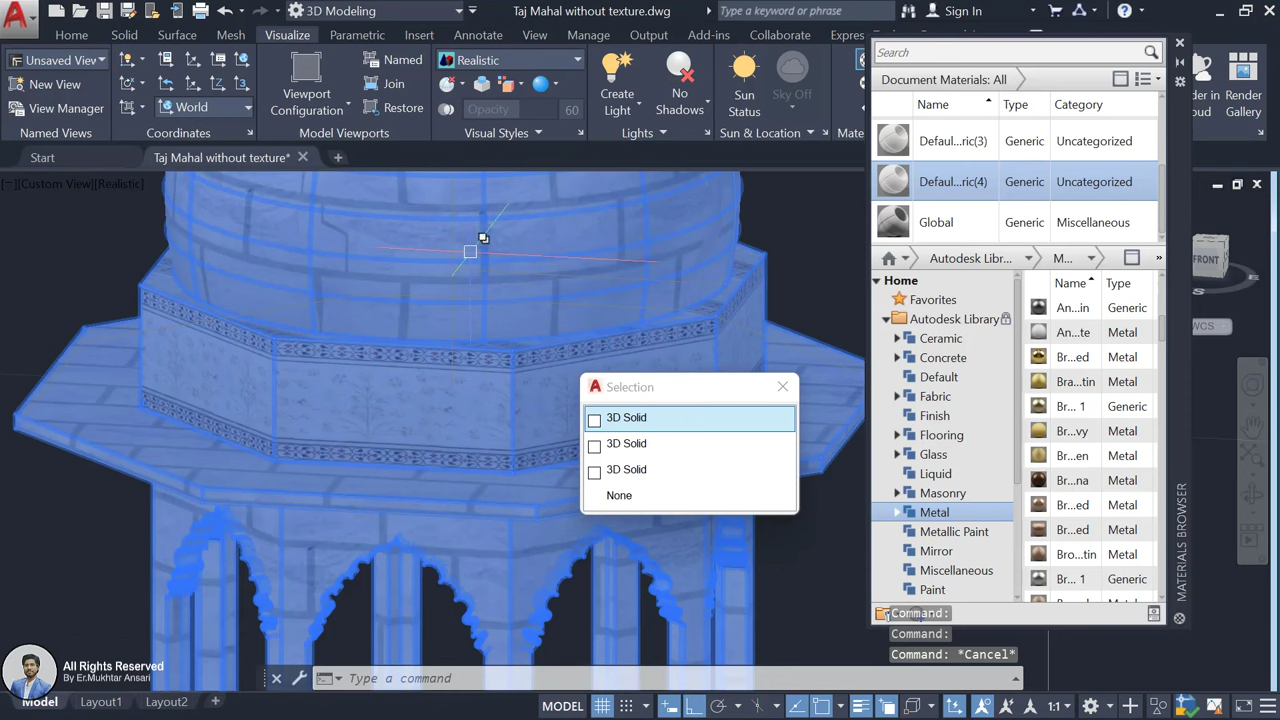 3D Modeling
Taj Mahal without texture.dwg
Type a keyword or phrase
Sign In
Home
Solid
Surface
Mesh
Visualize
Parametric
Insert
Annotate
View
Manage
Output
Add-ins
Collaborate
Expres
Unsaved View
New View
View Manager
Named Views
World
Coordinates
Viewport
Configuration
Named
Join
Restore
Model Viewports
Realistic
Opacity
60
Visual Styles
Create
Light
No
Shadows
Lights
Sun
Status
Sky Off
Sun & Location
Mate
Render
Gallery
Start
Taj Mahal without texture*
[−][Custom View][Realistic]
Search
Document Materials: All
Name
Type
Category
Defaul...ric(3)
Generic
Uncategorized
Defaul...ric(4)
Generic
Uncategorized
Global
Generic
Miscellaneous
Autodesk Libr...
M...
»
Home
Favorites
Autodesk Library
Ceramic
Concrete
Default
Fabric
Finish
Flooring
Glass
Liquid
Masonry
Metal
Metallic Paint
Mirror
Miscellaneous
Paint
Name
Type
An...in
Generic
An...te
Metal
Br...ed
Metal
Bra...tin
Metal
Br... 1
Generic
Br...vy
Metal
Br...en
Metal
Br...na
Metal
Br...ed
Metal
Br...ed
Metal
Bro...tin
Metal
Br... 1
Generic
MATERIALS BROWSER
FRONT
WCS
Selection
3D Solid
3D Solid
3D Solid
None
Command:
Command:
Command: *Cancel*
Type a command
All Rights Reserved
By Er.Mukhtar Ansari
Model
Layout1
Layout2
MODEL
1:1